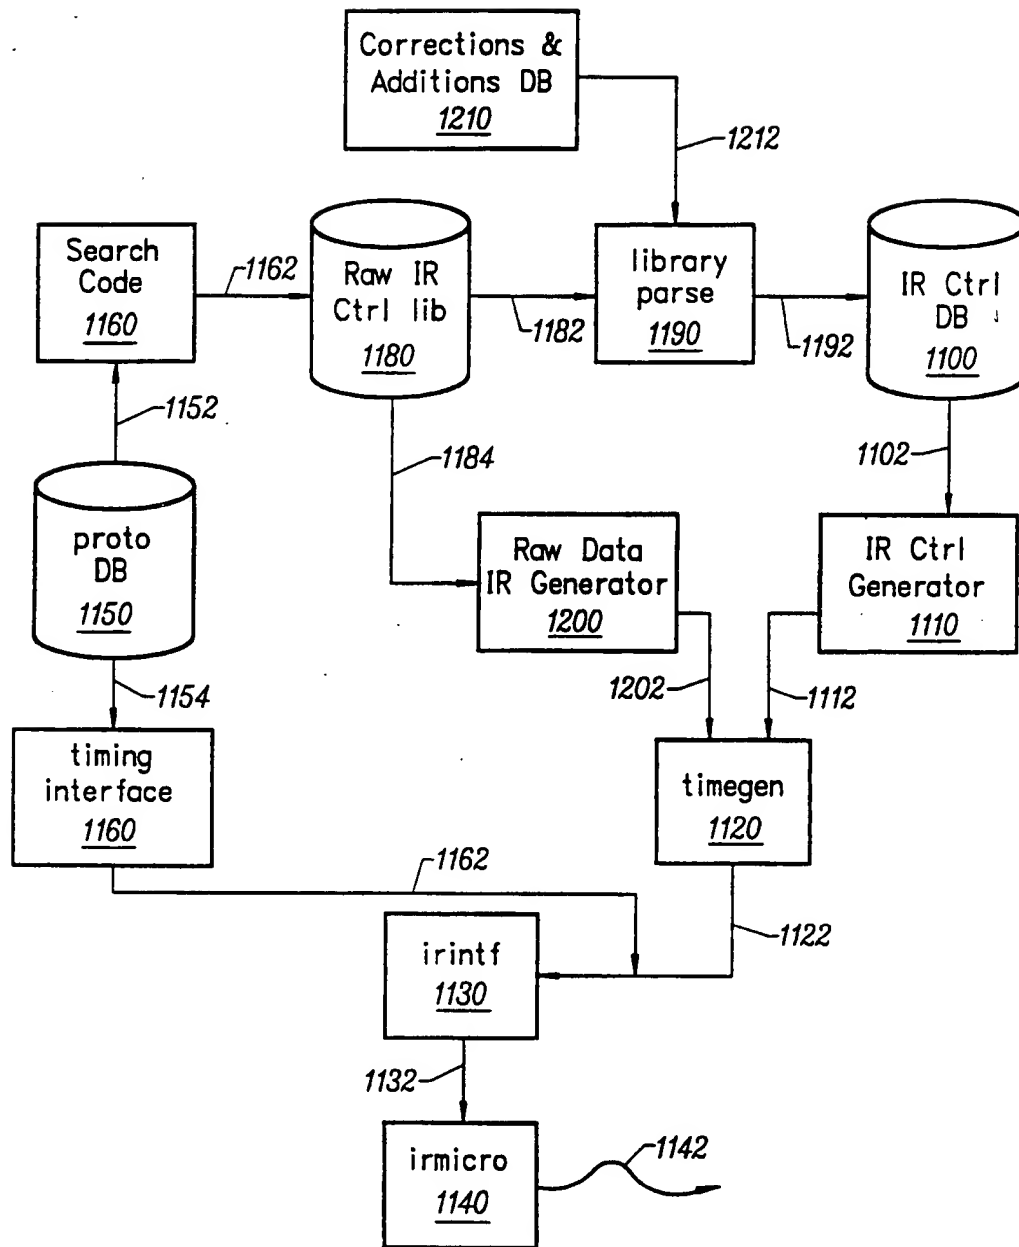 Corrections &
Additions DB
1210
1212
Search
Code
1160
1162
Raw IR
Ctrl lib
1180
1182
library
parse
1190
1192
IR Ctrl
DB
1100
1152
1184
1102
proto
DB
1150
Raw Data
IR Generator
1200
IR Ctrl
Generator
1110
1154
1202
1112
timing
interface
1160
timegen
1120
1162
1122
irintf
1130
1132
irmicro
1140
1142